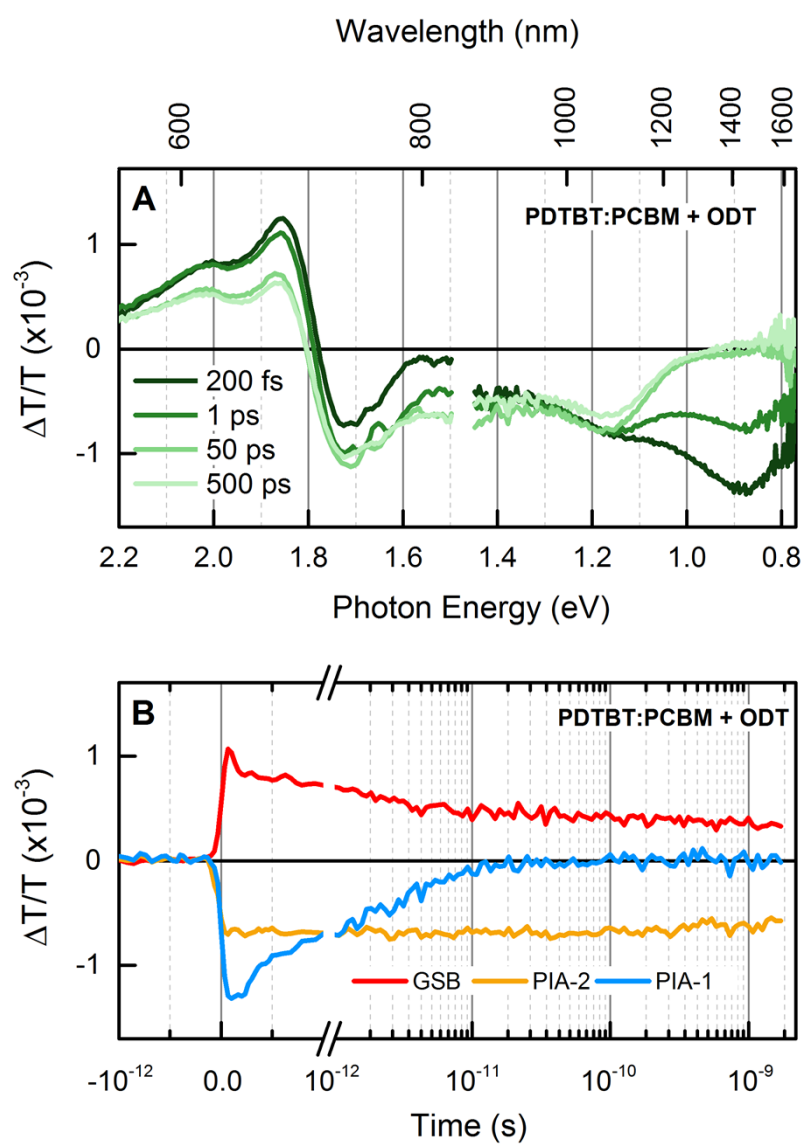 Wavelength (nm)
600 800 1000 1200 1400 1600
A
PDTBT:PCBM + ODT
1
0
-1
ΔT/T (x10⁻³)
200 fs
1 ps
50 ps
500 ps
2.2 2.0 1.8 1.6 1.4 1.2 1.0 0.8
Photon Energy (eV)
B
PDTBT:PCBM + ODT
1
0
-1
ΔT/T (x10⁻³)
GSB PIA-2 PIA-1
-10⁻¹² 0.0 10⁻¹² 10⁻¹¹ 10⁻¹⁰ 10⁻⁹
Time (s)